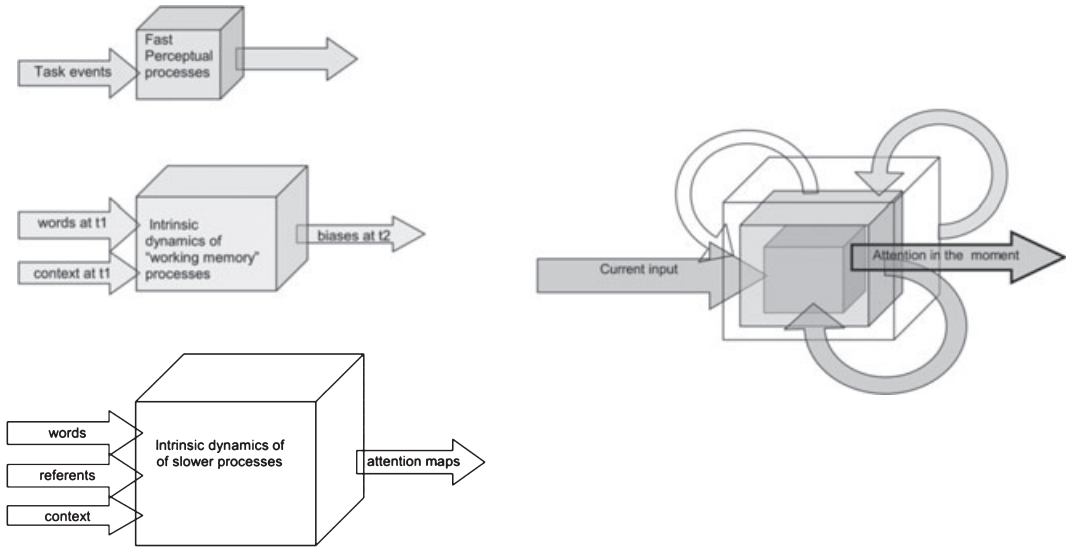 Fast
Perceptual
processes
Task events
words at t1
context at t1
Intrinsic
dynamics of
“working memory”
processes
biases at t2
words
referents
context
Intrinsic dynamics of
of slower processes
attention maps
Current input
Attention in the moment